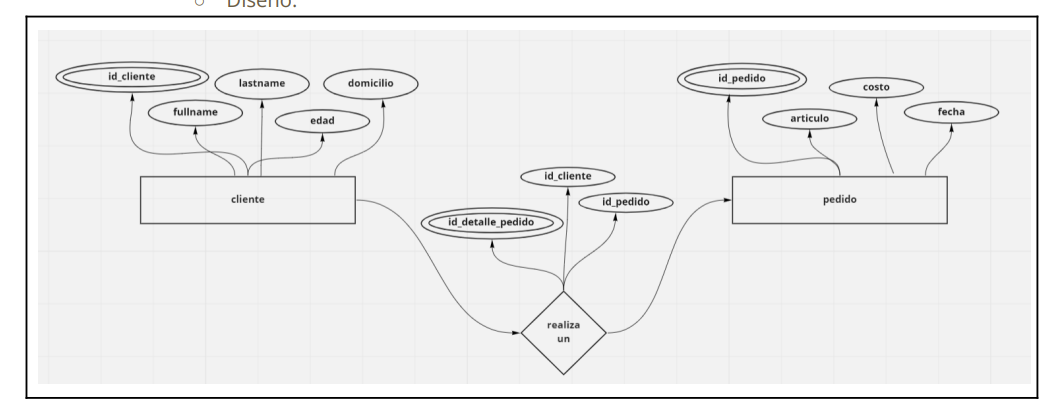 ○ Diseño:
id_cliente
lastname
domicilio
fullname
edad
cliente
id_cliente
id_pedido
id_detalle_pedido
realiza
un
id_pedido
costo
articulo
fecha
pedido